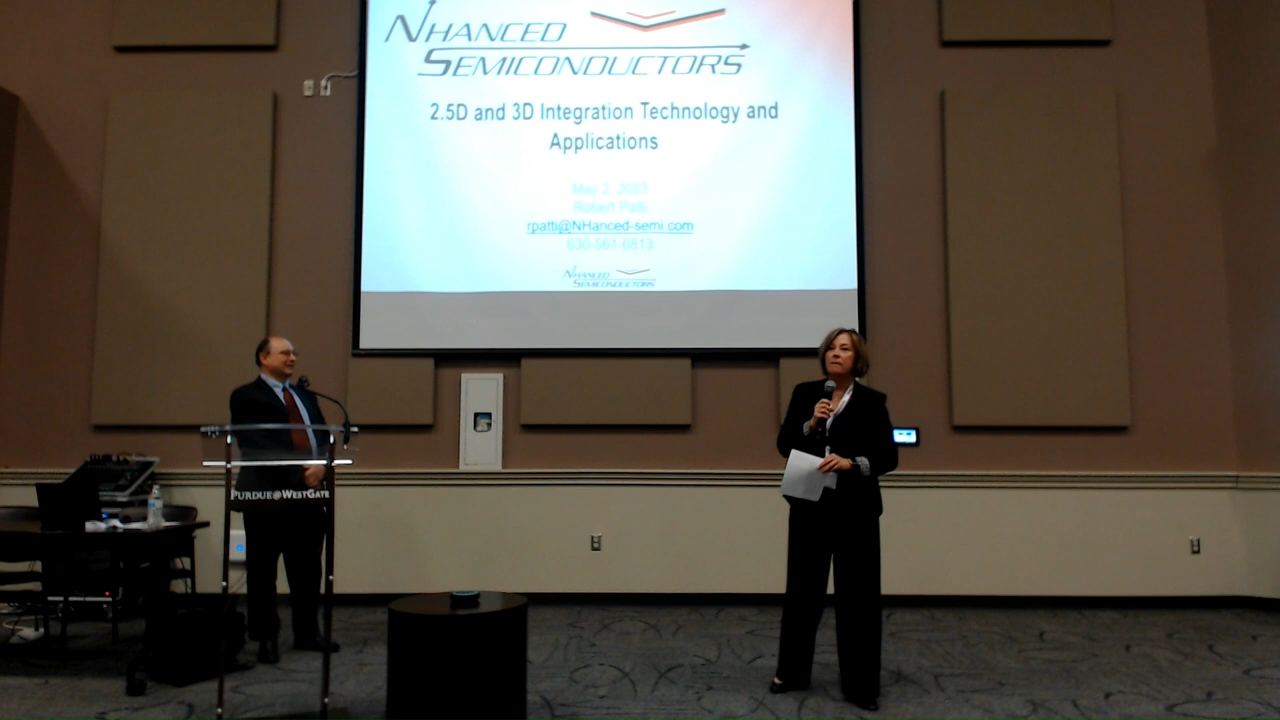 NHANCED
SEMICONDUCTORS
2.5D and 3D Integration Technology and
Applications
May 2, 2023
Robert Patti
rpatti@NHanced-semi.com
630-561-6813
NHANCED
SEMICONDUCTORS
PURDUE@WESTGATE